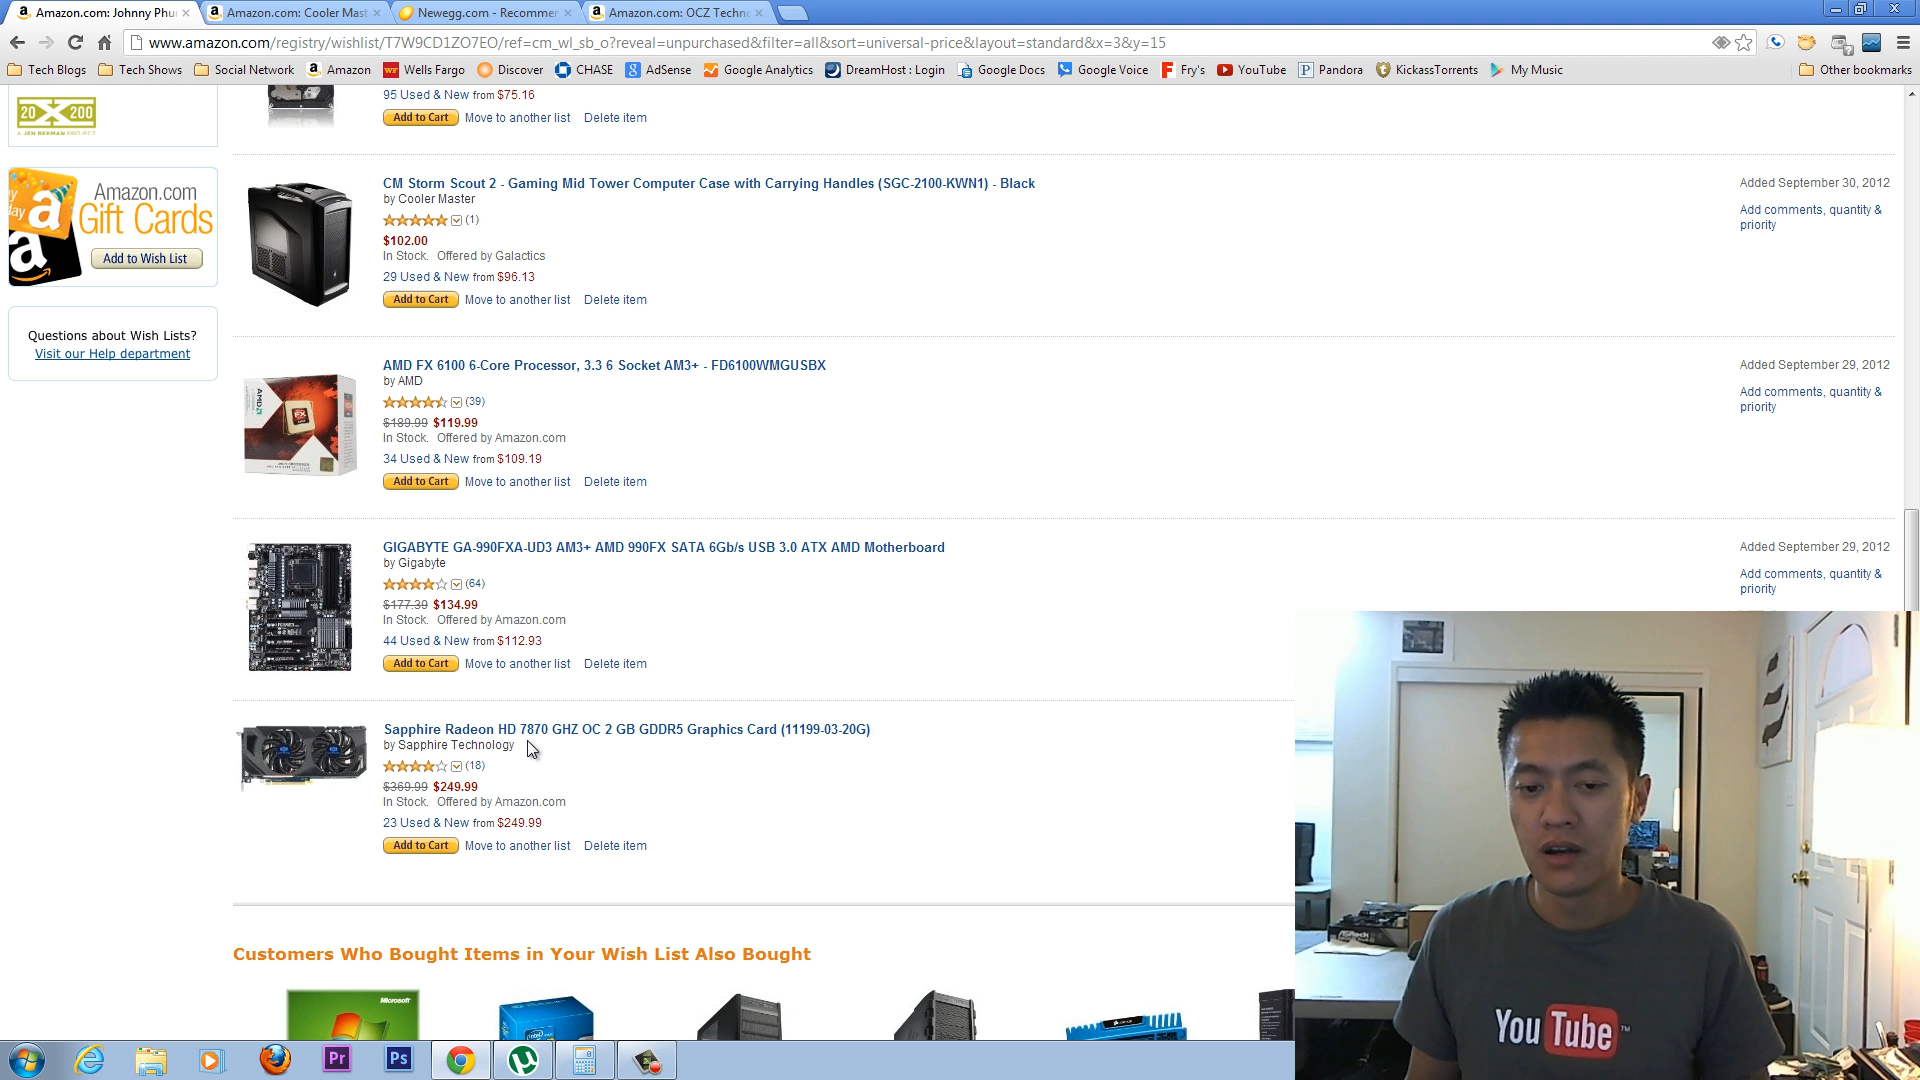 Amazon.com: Johnny Phu
Amazon.com: Cooler Mast
Newegg.com - Recommen
Amazon.com: OCZ Techn
www.amazon.com/registry/wishlist/T7W9CD1ZO7EO/ref=cm_wl_sb_o?reveal=unpurchased&filter=all&sort=universal-price&layout=standard&x=3&y=15
Tech Blogs
Tech Shows
Social Network
Amazon
Wells Fargo
Discover
CHASE
AdSense
Google Analytics
DreamHost : Login
Google Docs
Google Voice
Fry's
YouTube
Pandora
KickassTorrents
My Music
Other bookmarks
20X200
A JEN BEKMAN PROJECT
Amazon.com
Gift Cards
Add to Wish List
Questions about Wish Lists?
Visit our Help department
95 Used & New from $75.16
Add to Cart Move to another list Delete item
CM Storm Scout 2 - Gaming Mid Tower Computer Case with Carrying Handles (SGC-2100-KWN1) - Black
by Cooler Master
(1)
$102.00
In Stock. Offered by Galactics
29 Used & New from $96.13
Add to Cart Move to another list Delete item
Added September 30, 2012
Add comments, quantity &
priority
AMD FX 6100 6-Core Processor, 3.3 6 Socket AM3+ - FD6100WMGUSBX
by AMD
(39)
$189.99 $119.99
In Stock. Offered by Amazon.com
34 Used & New from $109.19
Add to Cart Move to another list Delete item
Added September 29, 2012
Add comments, quantity &
priority
GIGABYTE GA-990FXA-UD3 AM3+ AMD 990FX SATA 6Gb/s USB 3.0 ATX AMD Motherboard
by Gigabyte
(64)
$177.39 $134.99
In Stock. Offered by Amazon.com
44 Used & New from $112.93
Add to Cart Move to another list Delete item
Added September 29, 2012
Add comments, quantity &
priority
Sapphire Radeon HD 7870 GHZ OC 2 GB GDDR5 Graphics Card (11199-03-20G)
by Sapphire Technology
(18)
$369.99 $249.99
In Stock. Offered by Amazon.com
23 Used & New from $249.99
Add to Cart Move to another list Delete item
Customers Who Bought Items in Your Wish List Also Bought
Microsoft
Pr
Ps
You Tube ™